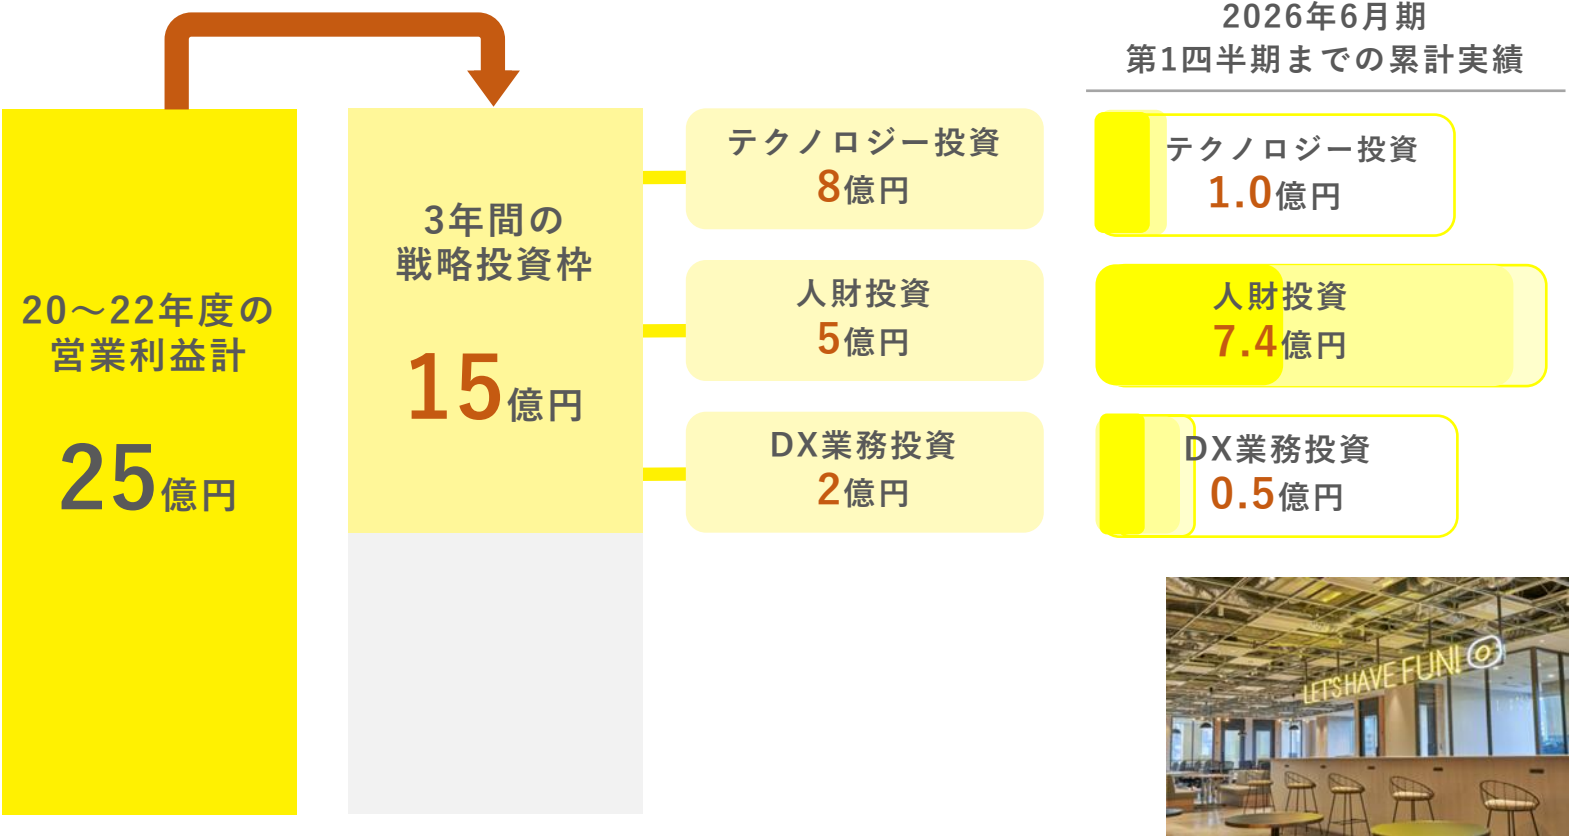 20～22年度の
営業利益計
25億円
3年間の
戦略投資枠
15億円
テクノロジー投資
8億円
人財投資
5億円
DX業務投資
2億円
2026年6月期
第1四半期までの累計実績
テクノロジー投資
1.0億円
人財投資
7.4億円
DX業務投資
0.5億円
LET'S HAVE FUN!